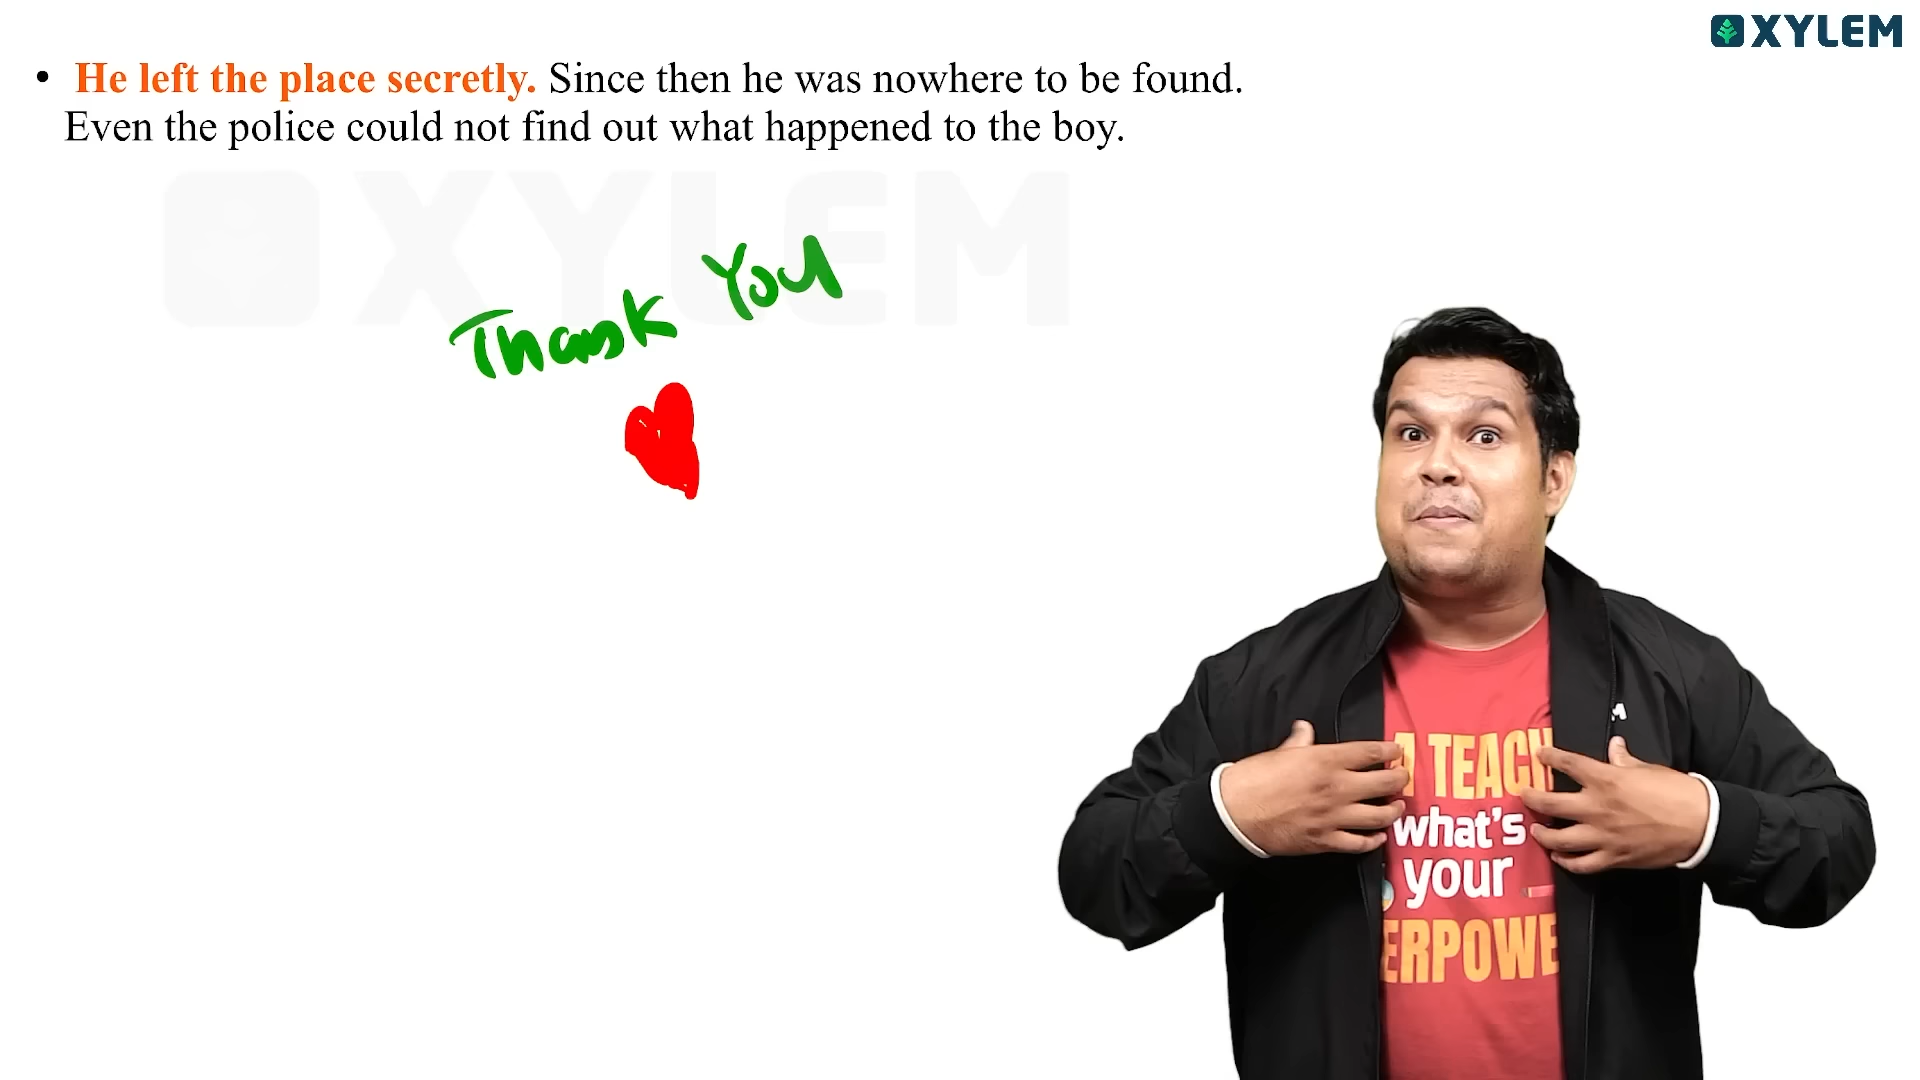 XYLEM
• He left the place secretly. Since then he was nowhere to be found.
Even the police could not find out what happened to the boy.
XYLEM
Thank You
A TEACH
what's
your
ERPOWE